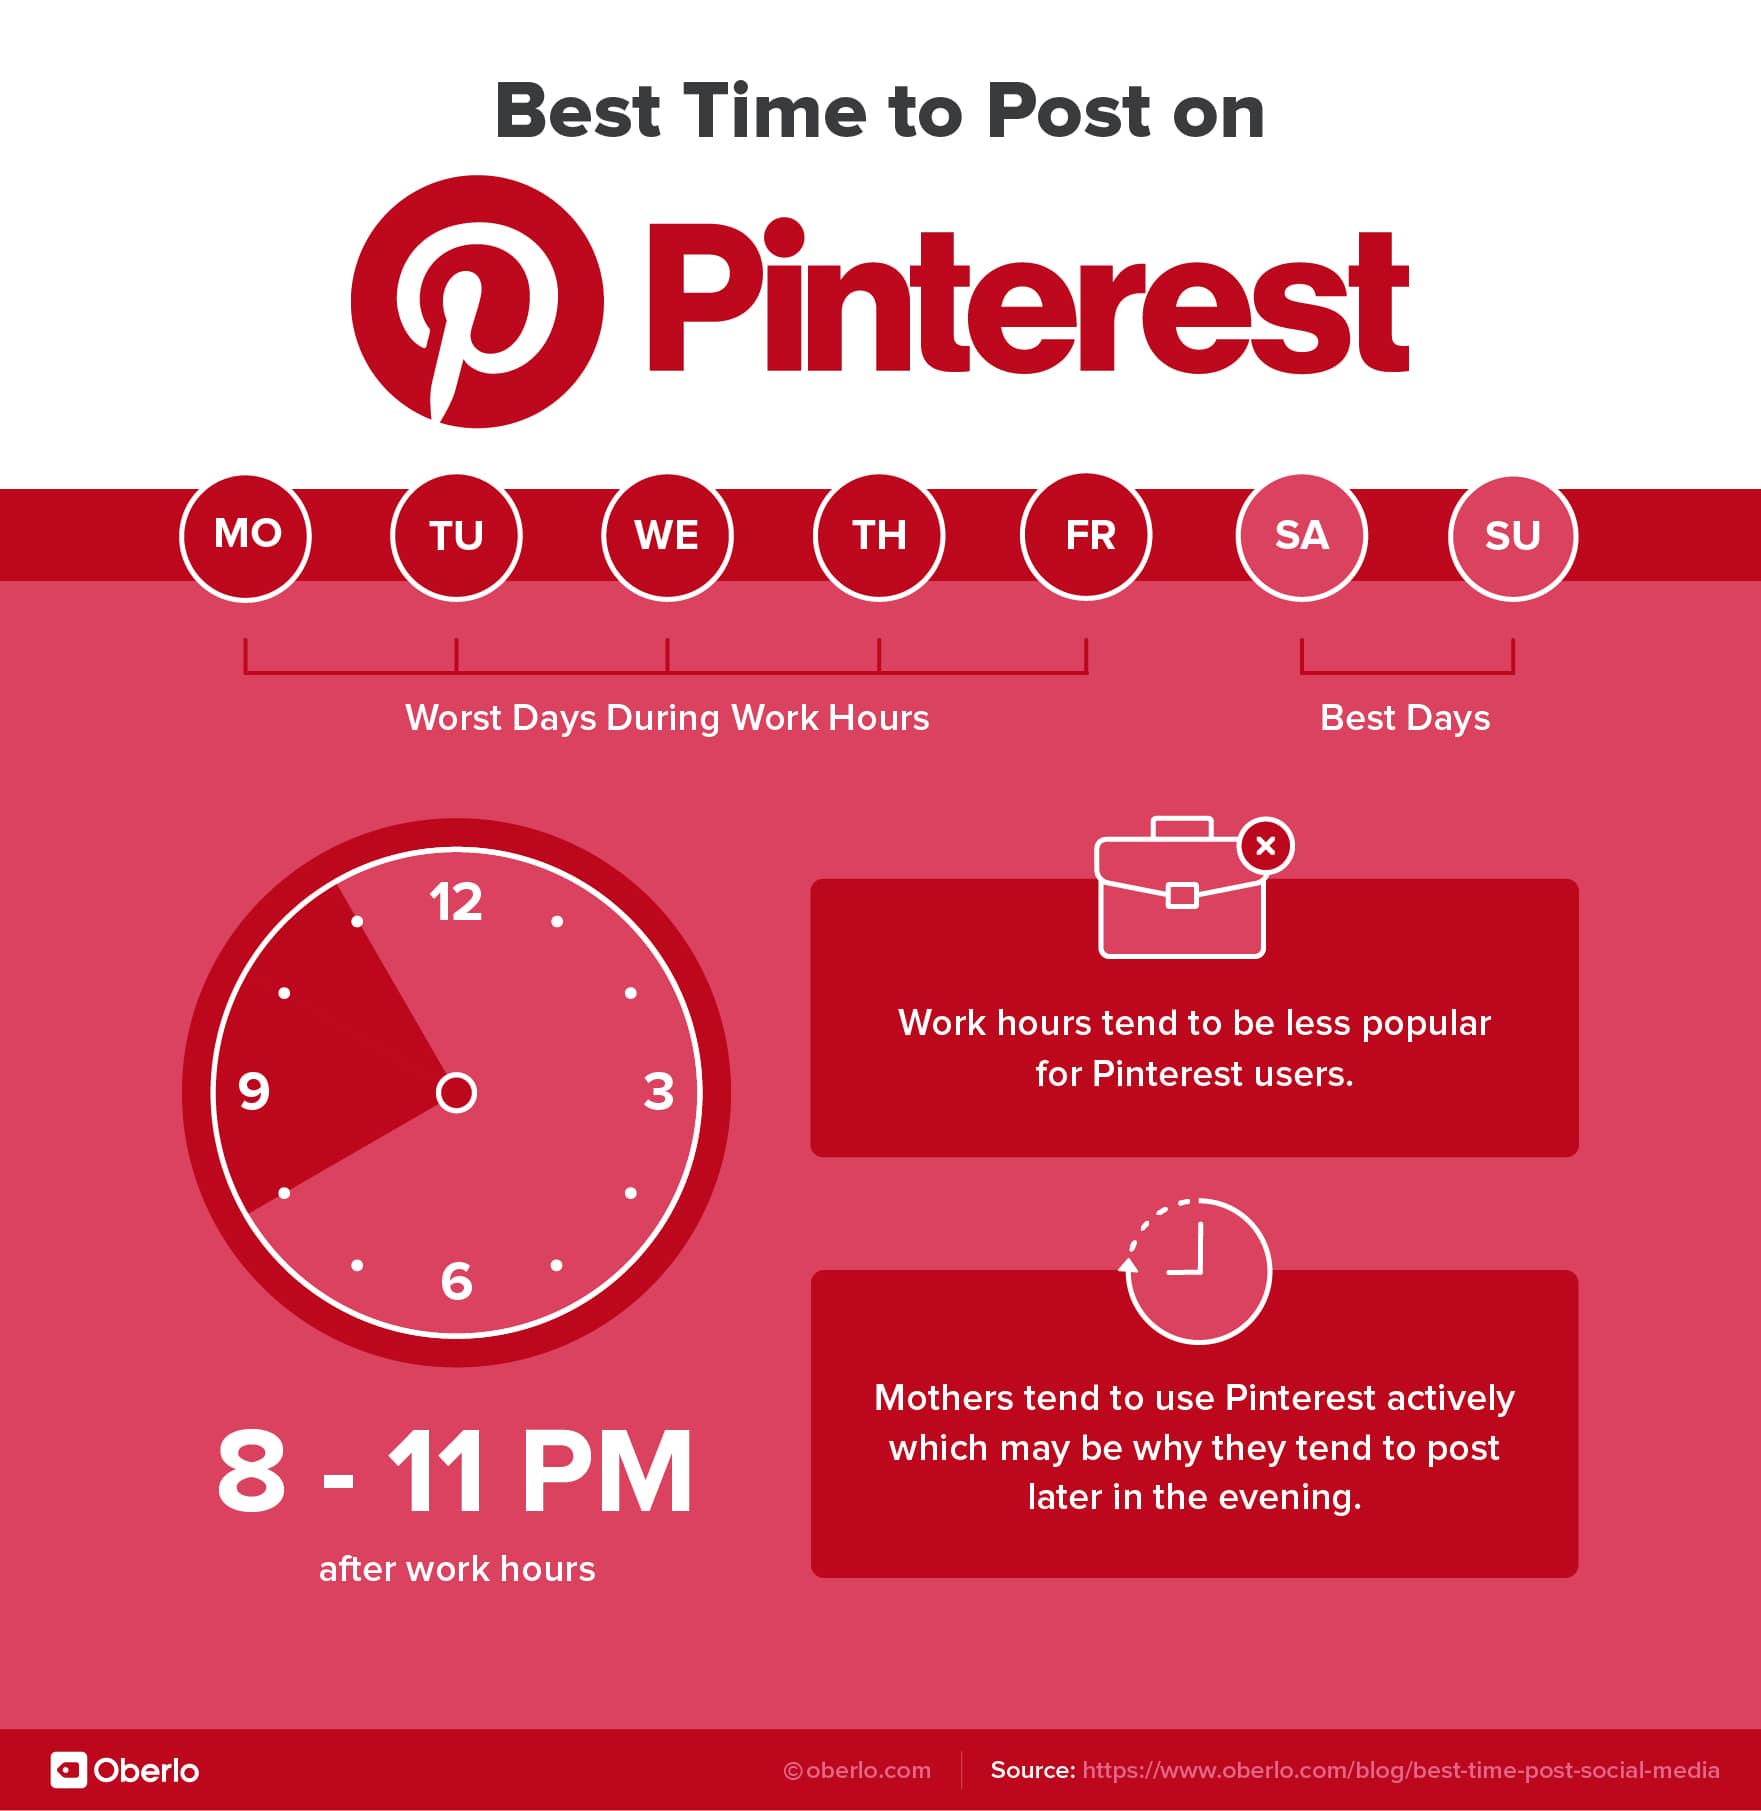 Best Time to Post on
Pinterest
MO TU WE TH FR SA SU
Worst Days During Work Hours
Best Days
12
3
6
9
8 - 11 PM
after work hours
Work hours tend to be less popular
for Pinterest users.
Mothers tend to use Pinterest actively
which may be why they tend to post
later in the evening.
Oberlo
© oberlo.com
Source: https://www.oberlo.com/blog/best-time-post-social-media